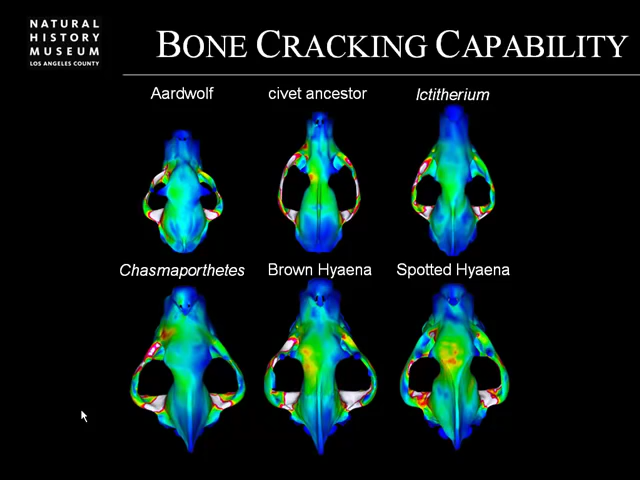 NATURAL
HISTORY
MUSEUM
LOS ANGELES COUNTY
BONE CRACKING CAPABILITY
Aardwolf civet ancestor Ictitherium
Chasmaporthetes Brown Hyaena Spotted Hyaena